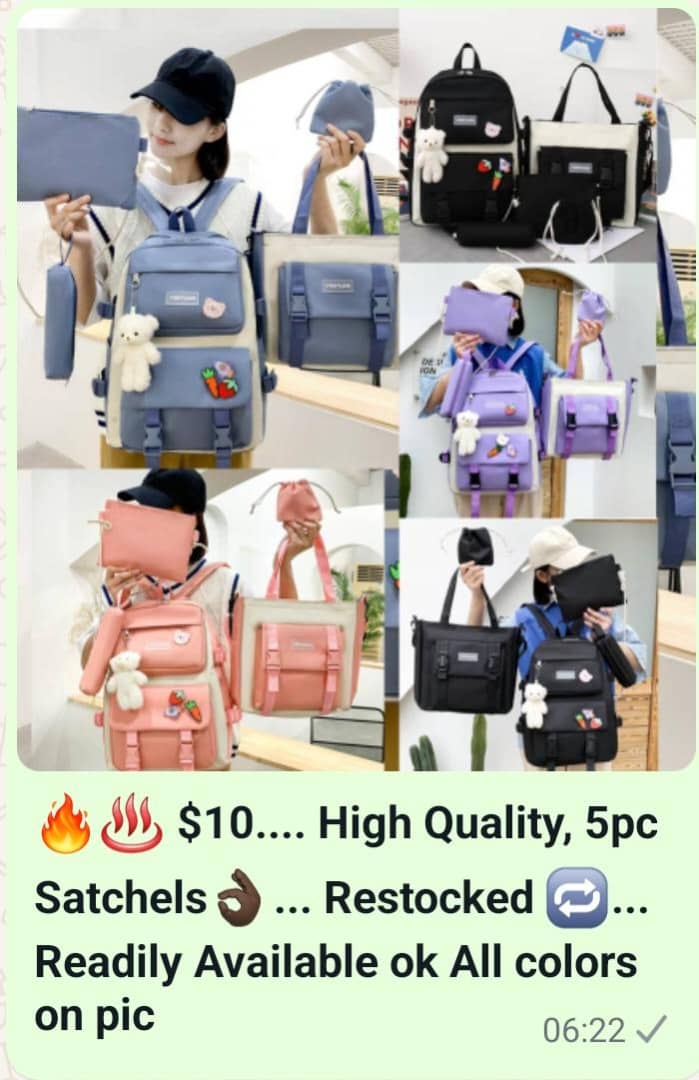 🔥♨️ $10.... High Quality, 5pc
Satchels👌🏿... Restocked 🔁...
Readily Available ok All colors
on pic
06:22